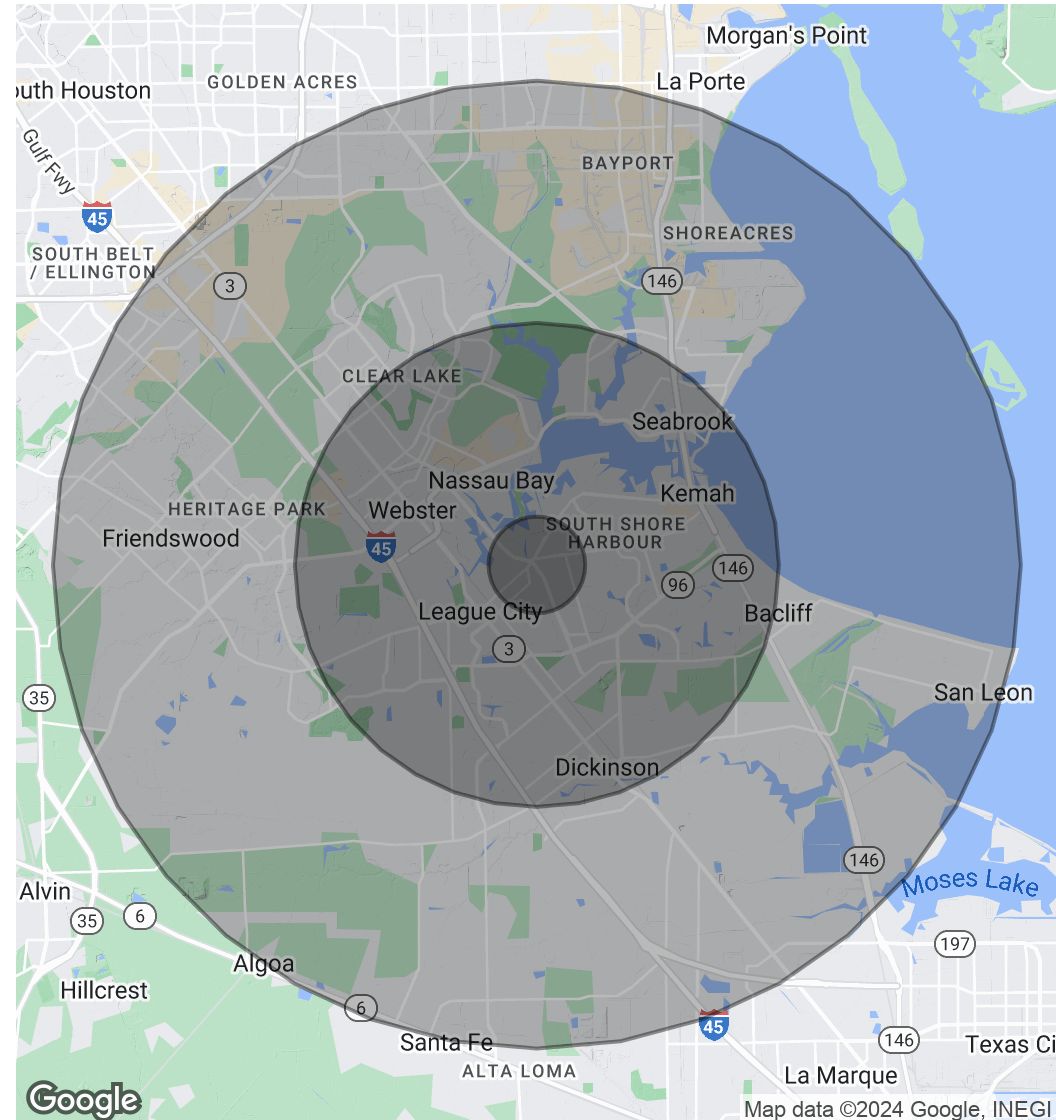 Morgan's Point
La Porte
GOLDEN ACRES
outh Houston
Gulf Fwy
45
BAYPORT
SHOREACRES
SOUTH BELT
/ ELLINGTON
3
146
CLEAR LAKE
Seabrook
Nassau Bay
Kemah
Webster
HERITAGE PARK
SOUTH SHORE
HARBOUR
Friendswood
45
146
96
League City
Bacliff
3
35
San Leon
Dickinson
146
Moses Lake
Alvin
35
6
197
Algoa
Hillcrest
6
45
Santa Fe
146
Texas Ci
ALTA LOMA
La Marque
Google
Map data ©2024 Google, INEGI